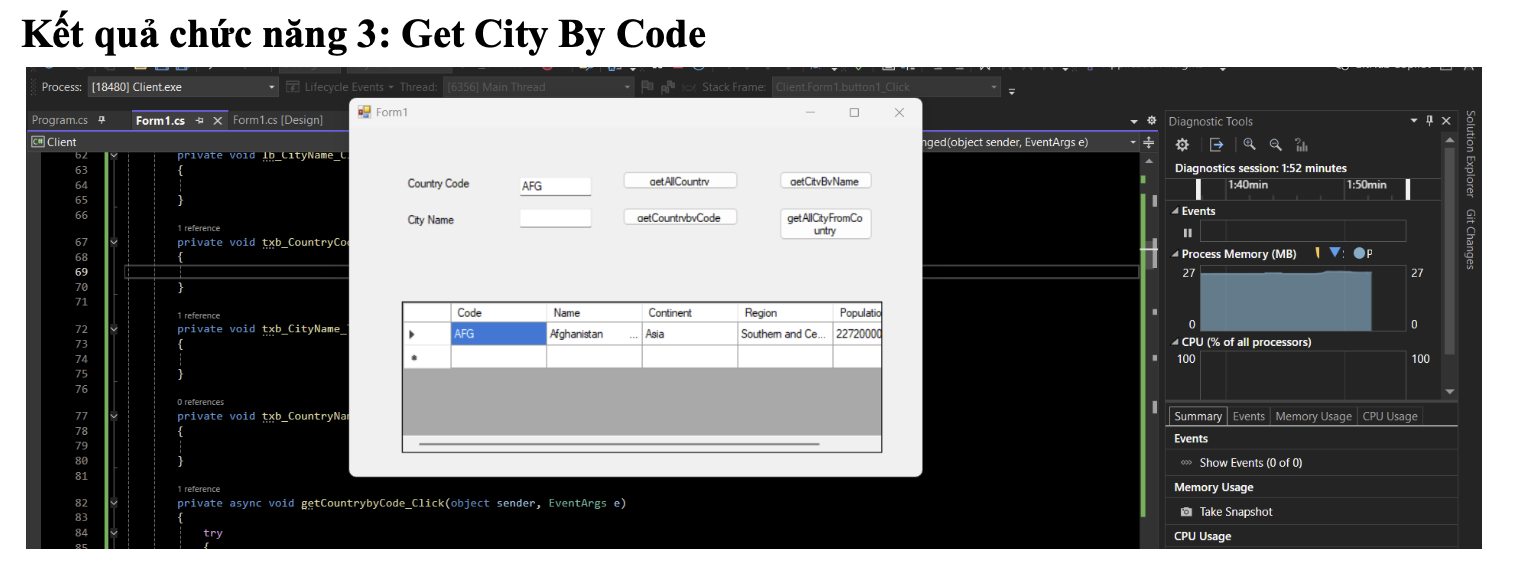 Kết quả chức năng 3: Get City By Code
Process: [18480] Client.exe Lifecycle Events Thread: [6356] Main Thread Stack Frame: Client.Form1.button1_Click
Program.cs Form1.cs Form1.cs [Design]
C# Client
nged(object sender, EventArgs e)
62 private void lb_CityName_C
63 {
64
65 }
66
1 reference
67 private void txb_CountryCo
68 {
69
70 }
71
1 reference
72 private void txb_CityName_
73 {
74
75 }
76
0 references
77 private void txb_CountryNa
78 {
79
80 }
81
1 reference
82 private async void getCountrybyCode_Click(object sender, EventArgs e)
83 {
84 try
85 {
Form1
Country Code AFG getAllCountry getCityByName
City Name getCountrybyCode getAllCityFromCo
untry
Code Name Continent Region Populatio
AFG Afghanistan ... Asia Southern and Ce... 22720000
Diagnostic Tools
Diagnostics session: 1:52 minutes
1:40min 1:50min
Events
Process Memory (MB) P
27 27
0 0
CPU (% of all processors)
100 100
Summary Events Memory Usage CPU Usage
Events
Show Events (0 of 0)
Memory Usage
Take Snapshot
CPU Usage
Solution Explorer
Git Changes